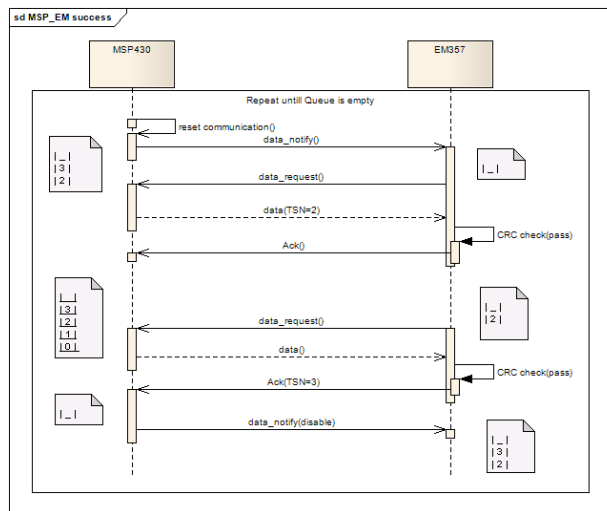 sd MSP_EM success
MSP430
EM357
Repeat untill Queue is empty
reset communication()
data_notify()
|_|
|3|
|2|
|_|
data_request()
data(TSN=2)
CRC check(pass)
Ack()
|_|
|3|
|2|
|1|
|0|
|_|
|2|
data_request()
data()
CRC check(pass)
Ack(TSN=3)
|_|
data_notify(disable)
|_|
|3|
|2|